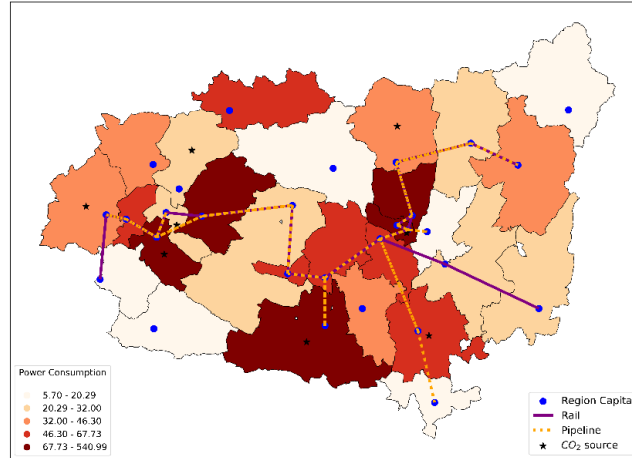 Power Consumption
5.70 - 20.29
20.29 - 32.00
32.00 - 46.30
46.30 - 67.73
67.73 - 540.99
Region Capital
Rail
Pipeline
CO₂ source